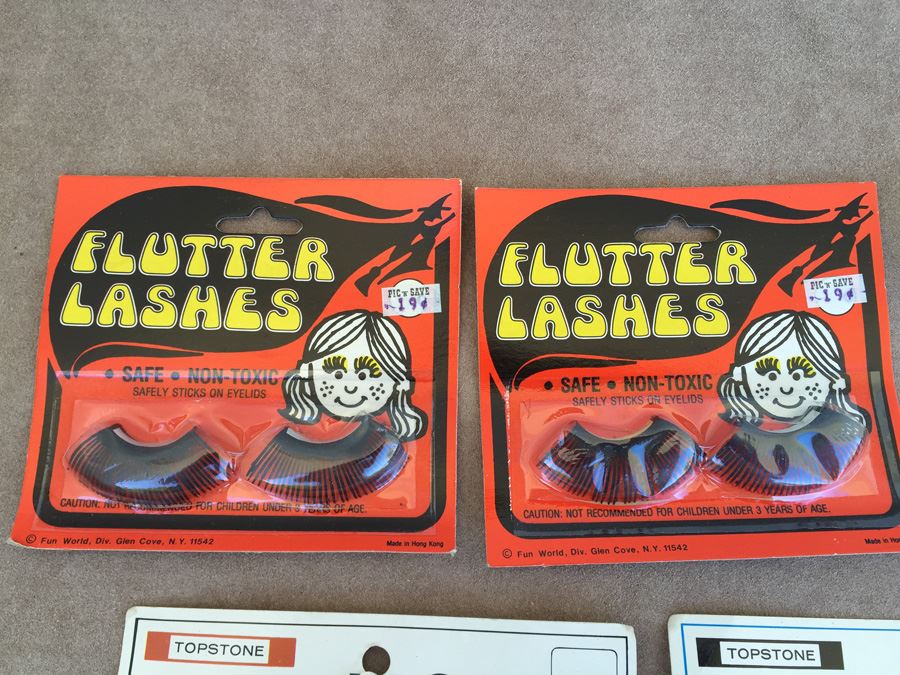 FLUTTER
LASHES
PIC 'N' SAVE
19¢
• SAFE • NON-TOXIC
SAFELY STICKS ON EYELIDS
CAUTION: NOT RECOMMENDED FOR CHILDREN UNDER 3 YEARS OF AGE.
© Fun World, Div. Glen Cove, N.Y. 11542
Made in Hong Kong
FLUTTER
LASHES
PIC 'N' SAVE
19¢
• SAFE • NON-TOXIC
SAFELY STICKS ON EYELIDS
CAUTION: NOT RECOMMENDED FOR CHILDREN UNDER 3 YEARS OF AGE.
© Fun World, Div. Glen Cove, N.Y. 11542
Made in
TOPSTONE
TOPSTONE